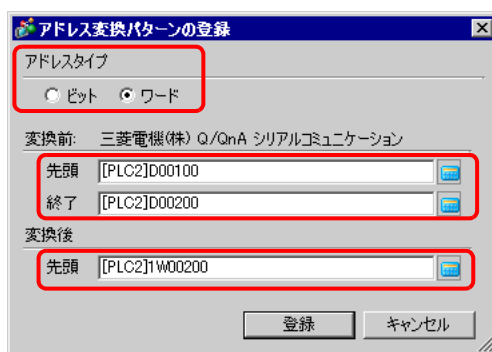 アドレス変換パターンの登録
アドレスタイプ
ビット ワード
変換前: 三菱電機(株) Q/QnA シリアルコミュニケーション
先頭 [PLC2]D00100
終了 [PLC2]D00200
変換後
先頭 [PLC2]1W00200
登録 キャンセル